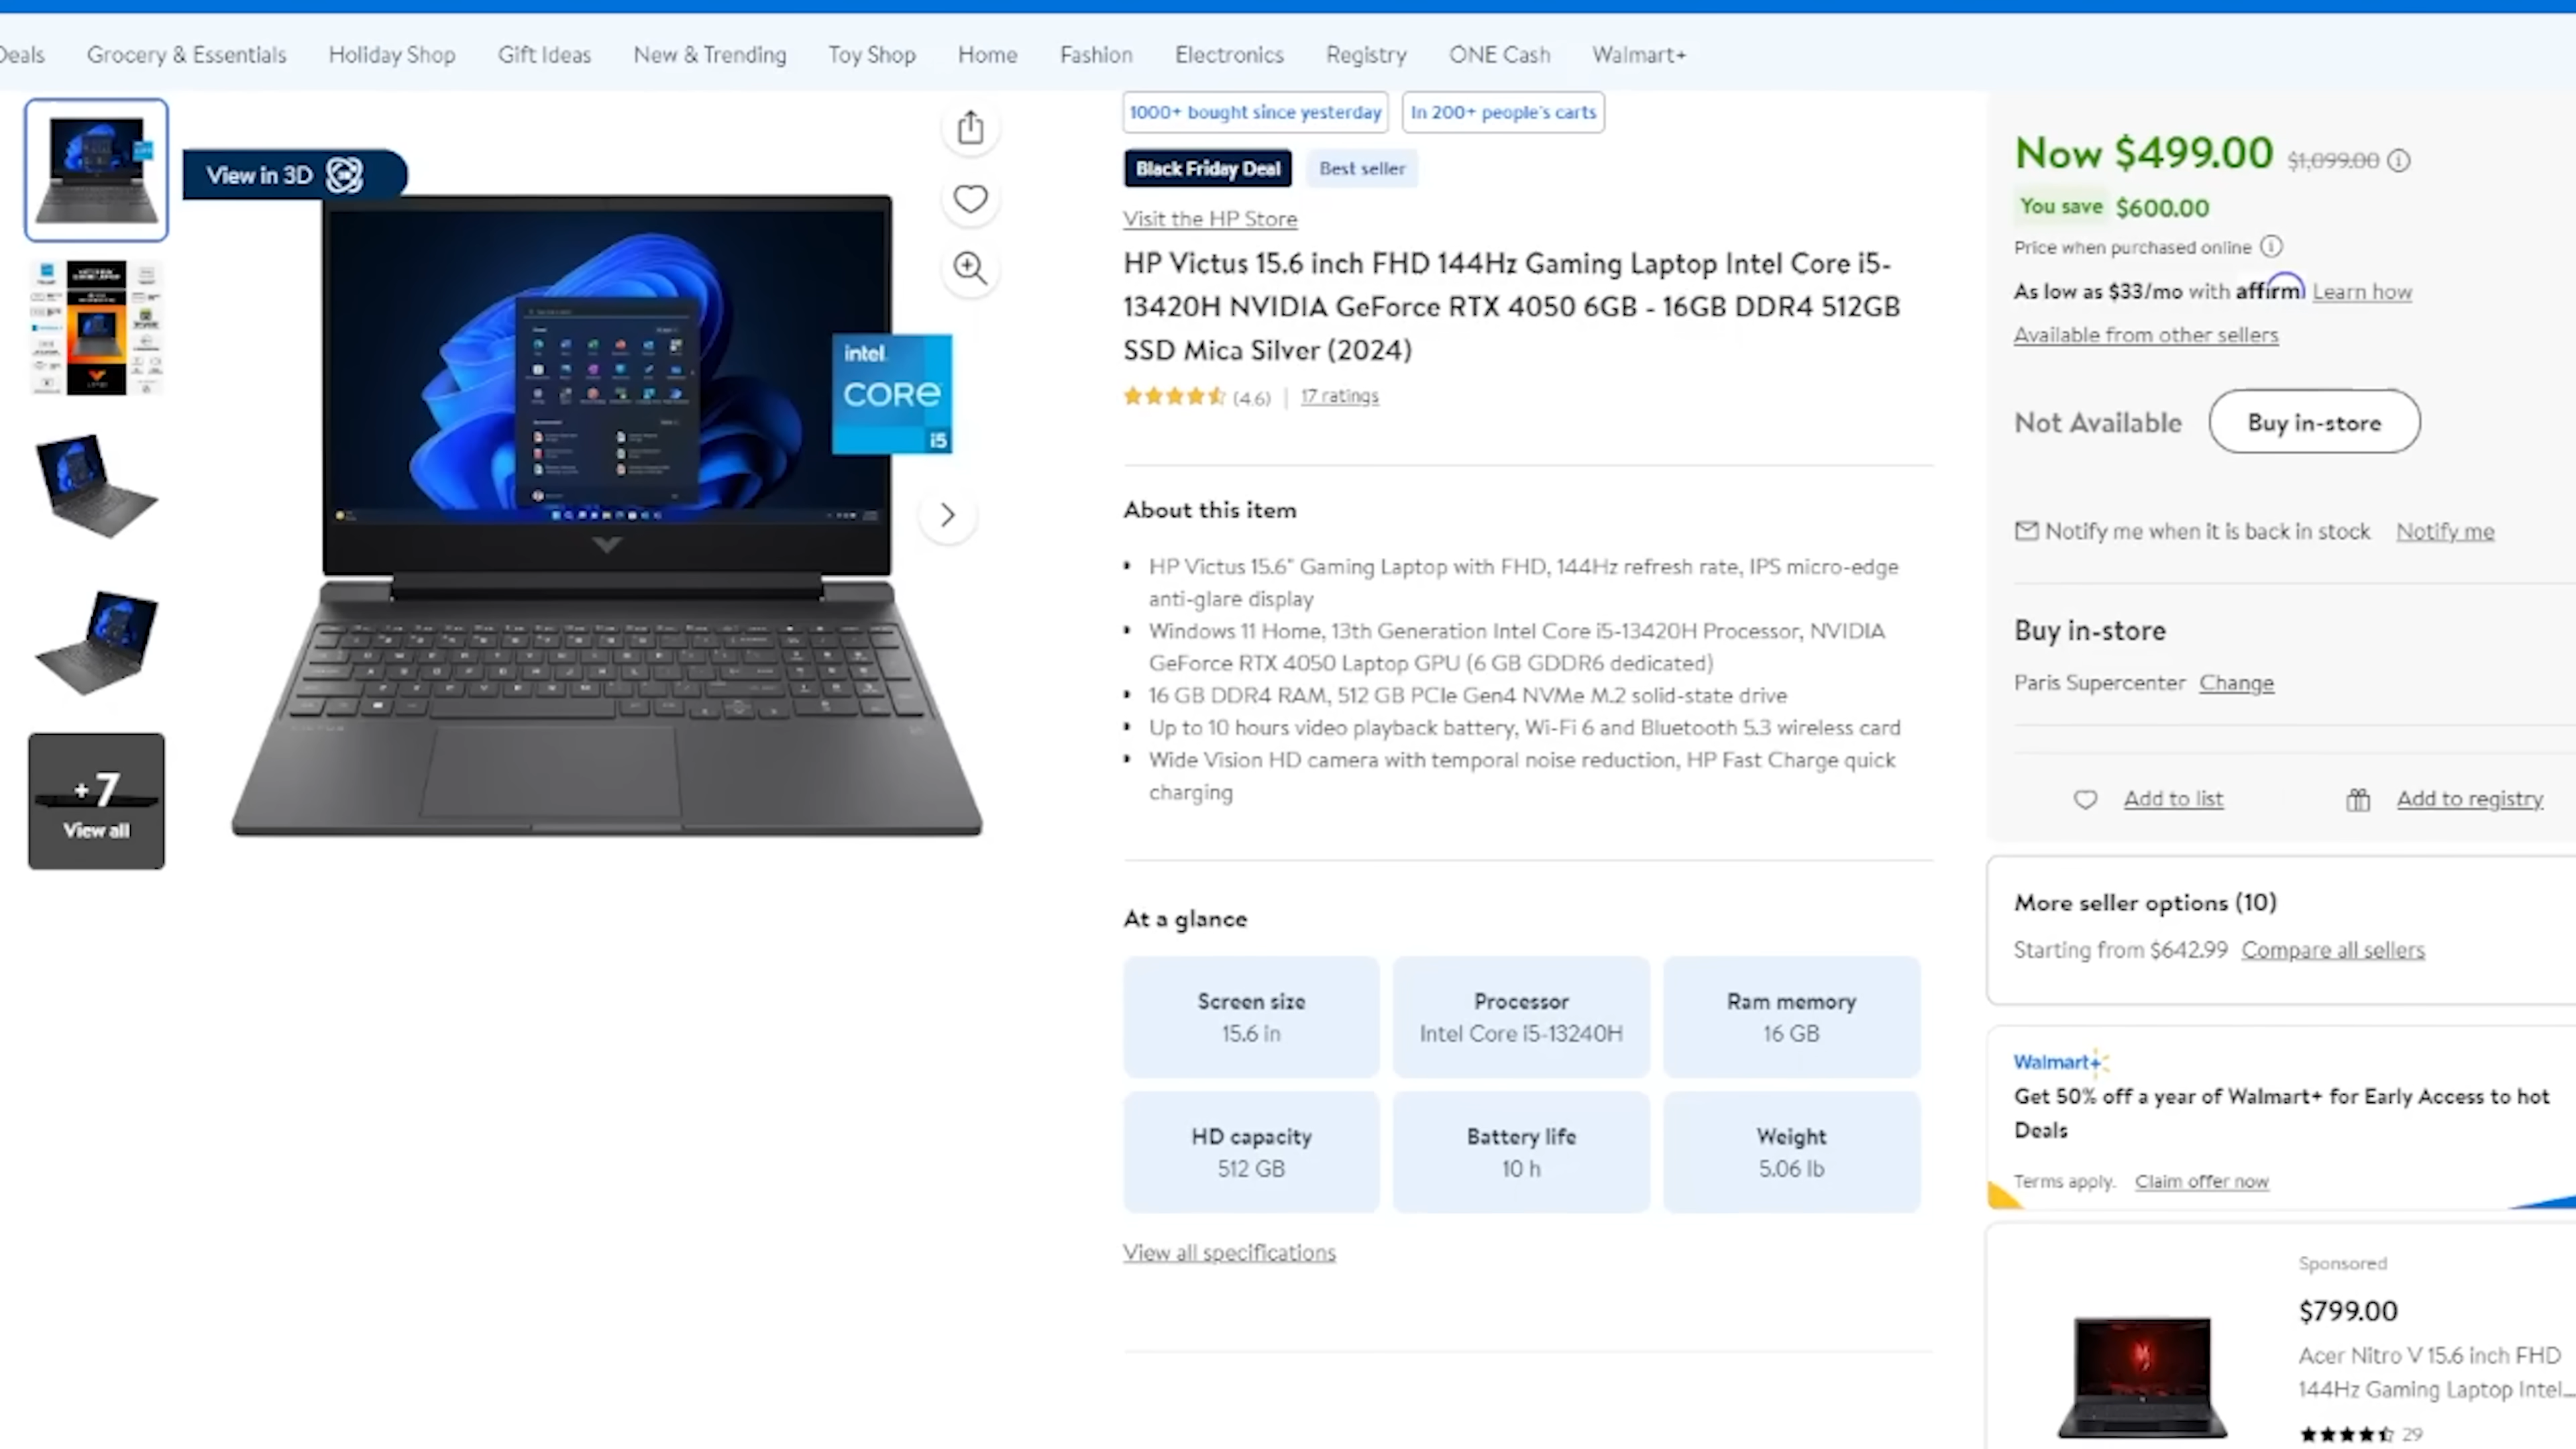 Deals Grocery & Essentials Holiday Shop Gift Ideas New & Trending Toy Shop Home Fashion Electronics Registry ONE Cash Walmart+
View in 3D
intel
CORE
i5
+7
View all
1000+ bought since yesterday In 200+ people's carts
Black Friday Deal Best seller
Visit the HP Store
HP Victus 15.6 inch FHD 144Hz Gaming Laptop Intel Core i5-
13420H NVIDIA GeForce RTX 4050 6GB - 16GB DDR4 512GB
SSD Mica Silver (2024)
(4.6) | 17 ratings
About this item
HP Victus 15.6" Gaming Laptop with FHD, 144Hz refresh rate, IPS micro-edge
anti-glare display
Windows 11 Home, 13th Generation Intel Core i5-13420H Processor, NVIDIA
GeForce RTX 4050 Laptop GPU (6 GB GDDR6 dedicated)
16 GB DDR4 RAM, 512 GB PCIe Gen4 NVMe M.2 solid-state drive
Up to 10 hours video playback battery, Wi-Fi 6 and Bluetooth 5.3 wireless card
Wide Vision HD camera with temporal noise reduction, HP Fast Charge quick
charging
At a glance
Screen size
15.6 in
Processor
Intel Core i5-13240H
Ram memory
16 GB
HD capacity
512 GB
Battery life
10 h
Weight
5.06 lb
View all specifications
Now $499.00 $1,099.00
You save $600.00
Price when purchased online
As low as $33/mo with affirm Learn how
Available from other sellers
Not Available Buy in-store
Notify me when it is back in stock Notify me
Buy in-store
Paris Supercenter Change
Add to list Add to registry
More seller options (10)
Starting from $642.99 Compare all sellers
Walmart+
Get 50% off a year of Walmart+ for Early Access to hot
Deals
Terms apply. Claim offer now
Sponsored
$799.00
Acer Nitro V 15.6 inch FHD
144Hz Gaming Laptop Intel...
29